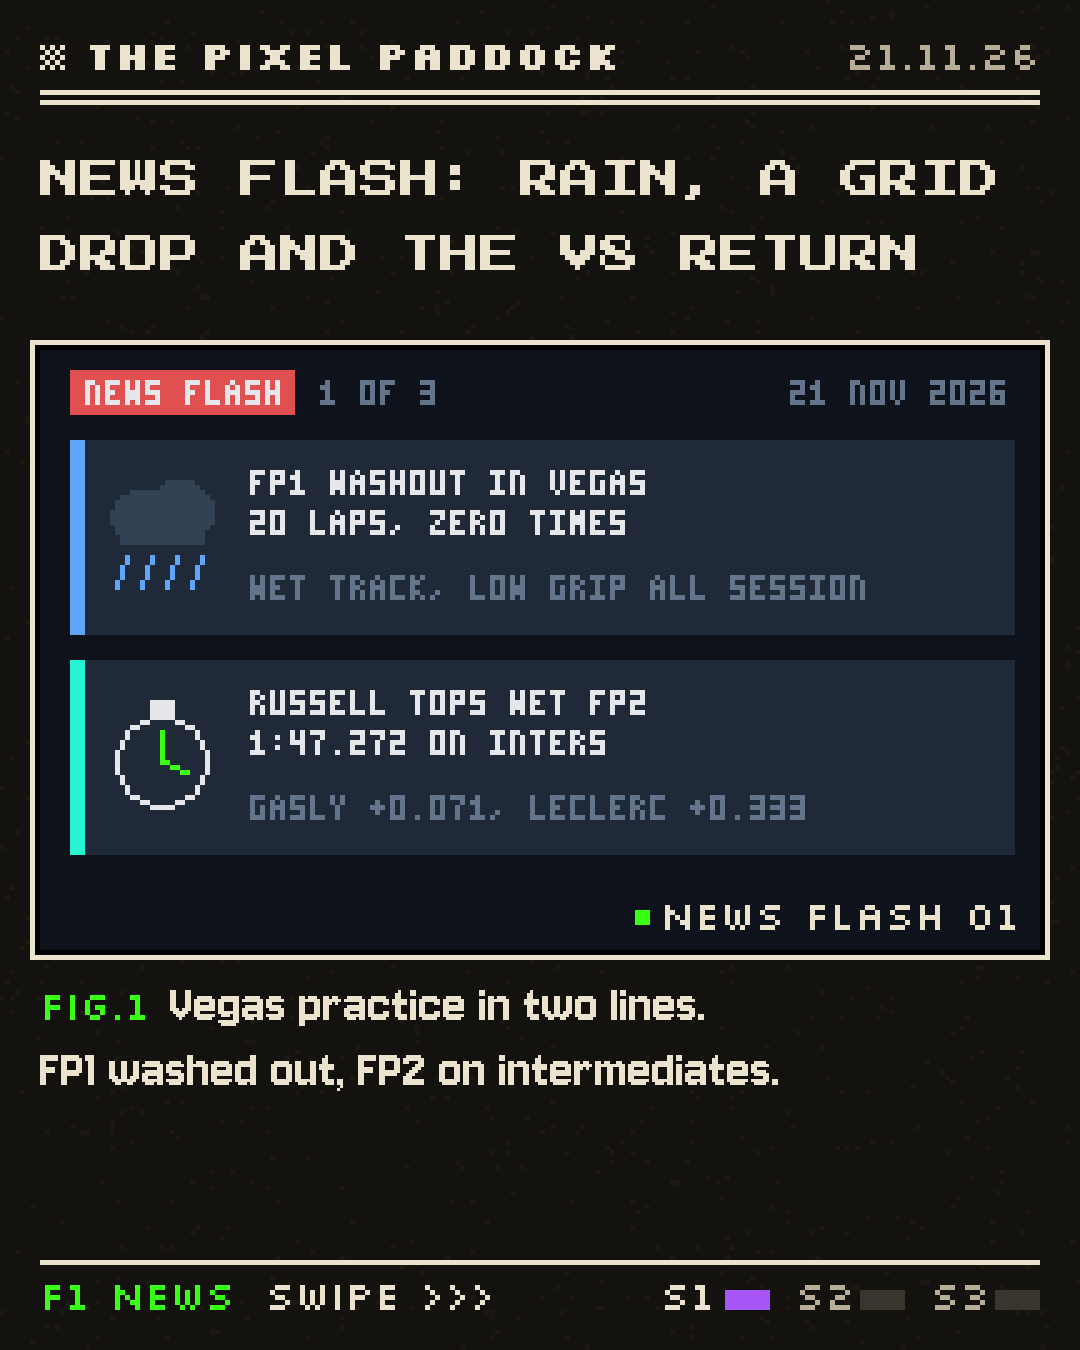 THE PIXEL PADDOCK
21.11.26
NEWS FLASH: RAIN, A GRID
DROP AND THE V8 RETURN
NEWS FLASH 1 OF 3
21 NOV 2026
FP1 WASHOUT IN VEGAS
20 LAPS, ZERO TIMES
WET TRACK, LOW GRIP ALL SESSION
RUSSELL TOPS WET FP2
1:47.272 ON INTERS
GASLY +0.071, LECLERC +0.333
NEWS FLASH 01
FIG.1 Vegas practice in two lines.
FP1 washed out, FP2 on intermediates.
F1 NEWS SWIPE >>>
S1 S2 S3